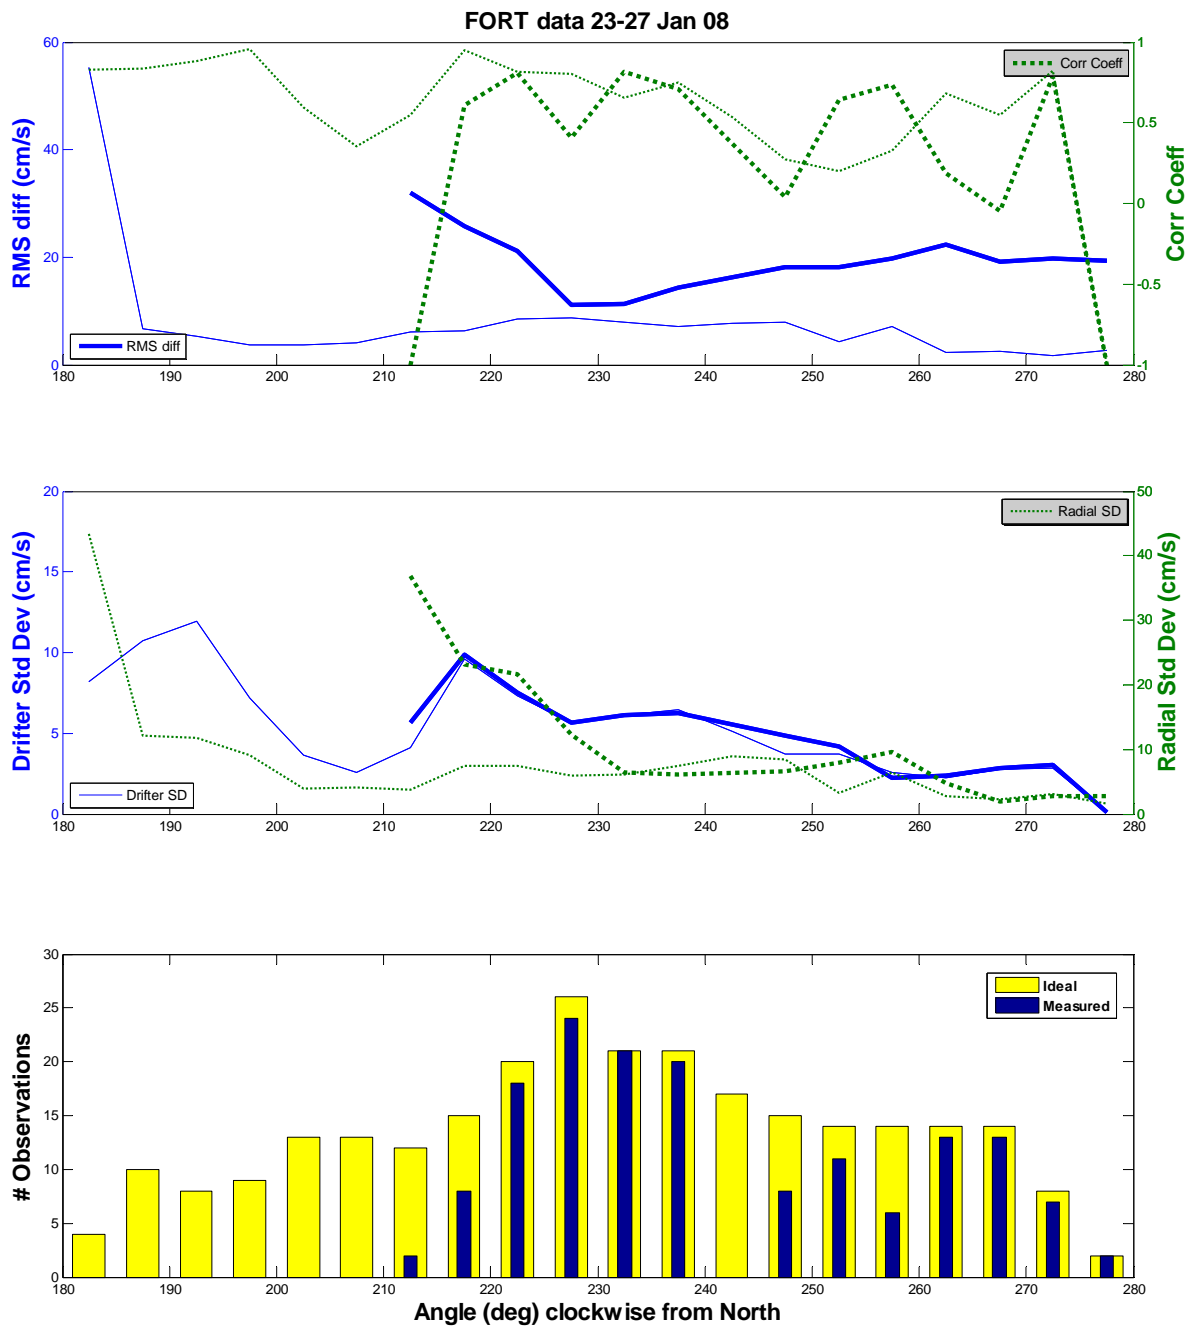 FORT data 23-27 Jan 08
60
40
20
0
RMS diff (cm/s)
RMS diff
Corr Coeff
1
0.5
0
-0.5
-1
Corr Coeff
180 190 200 210 220 230 240 250 260 270 280
20
15
10
5
0
Drifter Std Dev (cm/s)
Drifter SD
Radial SD
50
40
30
20
10
0
Radial Std Dev (cm/s)
180 190 200 210 220 230 240 250 260 270 280
30
25
20
15
10
5
0
# Observations
Ideal
Measured
180 190 200 210 220 230 240 250 260 270 280
Angle (deg) clockwise from North